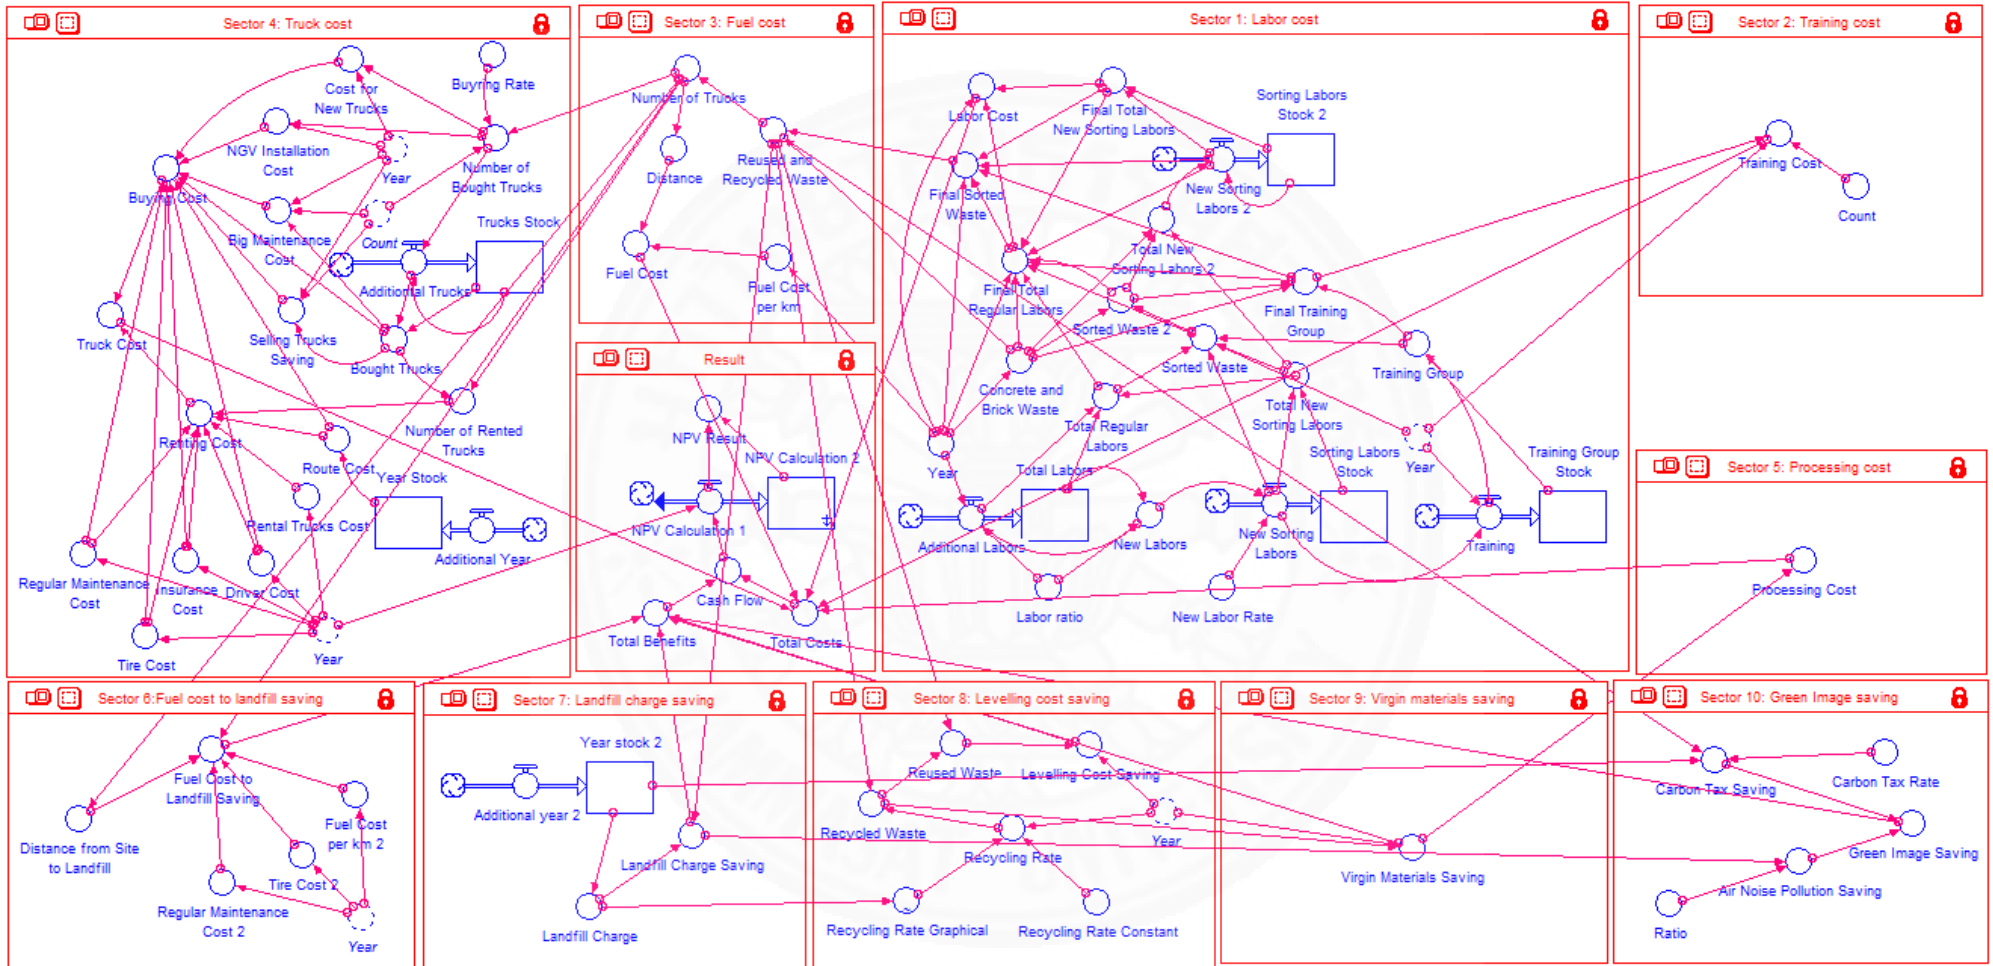 Sector 4: Truck cost
Buying Rate
Cost for
New Trucks
NGV Installation
Cost
Year
Number of
Bought Trucks
Buying Cost
Count
Big Maintenance
Cost
Trucks Stock
Additional Trucks
Selling Trucks
Saving
Bought Trucks
Truck Cost
Renting Cost
Number of Rented
Trucks
Route Cost
Year Stock
Rental Trucks Cost
Additional Year
Regular Maintenance
Cost
Insurance
Cost
Driver Cost
Tire Cost
Year
Sector 3: Fuel cost
Number of Trucks
Reused and
Recycled Waste
Distance
Fuel Cost
Fuel Cost
per km
Result
NPV Result
NPV Calculation 2
NPV Calculation 1
Cash Flow
Total Benefits
Total Costs
Sector 1: Labor cost
Labor Cost
Final Total
New Sorting Labors
Sorting Labors
Stock 2
Final Sorted
Waste
New Sorting
Labors 2
Total New
Sorting Labors 2
Final Total
Regular Labors
Sorted Waste 2
Final Training
Group
Concrete and
Brick Waste
Sorted Waste
Training Group
Total Regular
Labors
Total New
Sorting Labors
Year
Total Labors
Sorting Labors
Stock
Year
Training Group
Stock
Additional Labors
New Labors
New Sorting
Labors
Training
Labor ratio
New Labor Rate
Sector 2: Training cost
Training Cost
Count
Sector 5: Processing cost
Processing Cost
Sector 6:Fuel cost to landfill saving
Fuel Cost to
Landfill Saving
Distance from Site
to Landfill
Fuel Cost
per km 2
Tire Cost 2
Regular Maintenance
Cost 2
Year
Sector 7: Landfill charge saving
Year stock 2
Additional year 2
Landfill Charge Saving
Landfill Charge
Sector 8: Levelling cost saving
Reused Waste
Levelling Cost Saving
Recycled Waste
Year
Recycling Rate
Recycling Rate Graphical
Recycling Rate Constant
Sector 9: Virgin materials saving
Virgin Materials Saving
Sector 10: Green Image saving
Carbon Tax Saving
Carbon Tax Rate
Green Image Saving
Air Noise Pollution Saving
Ratio